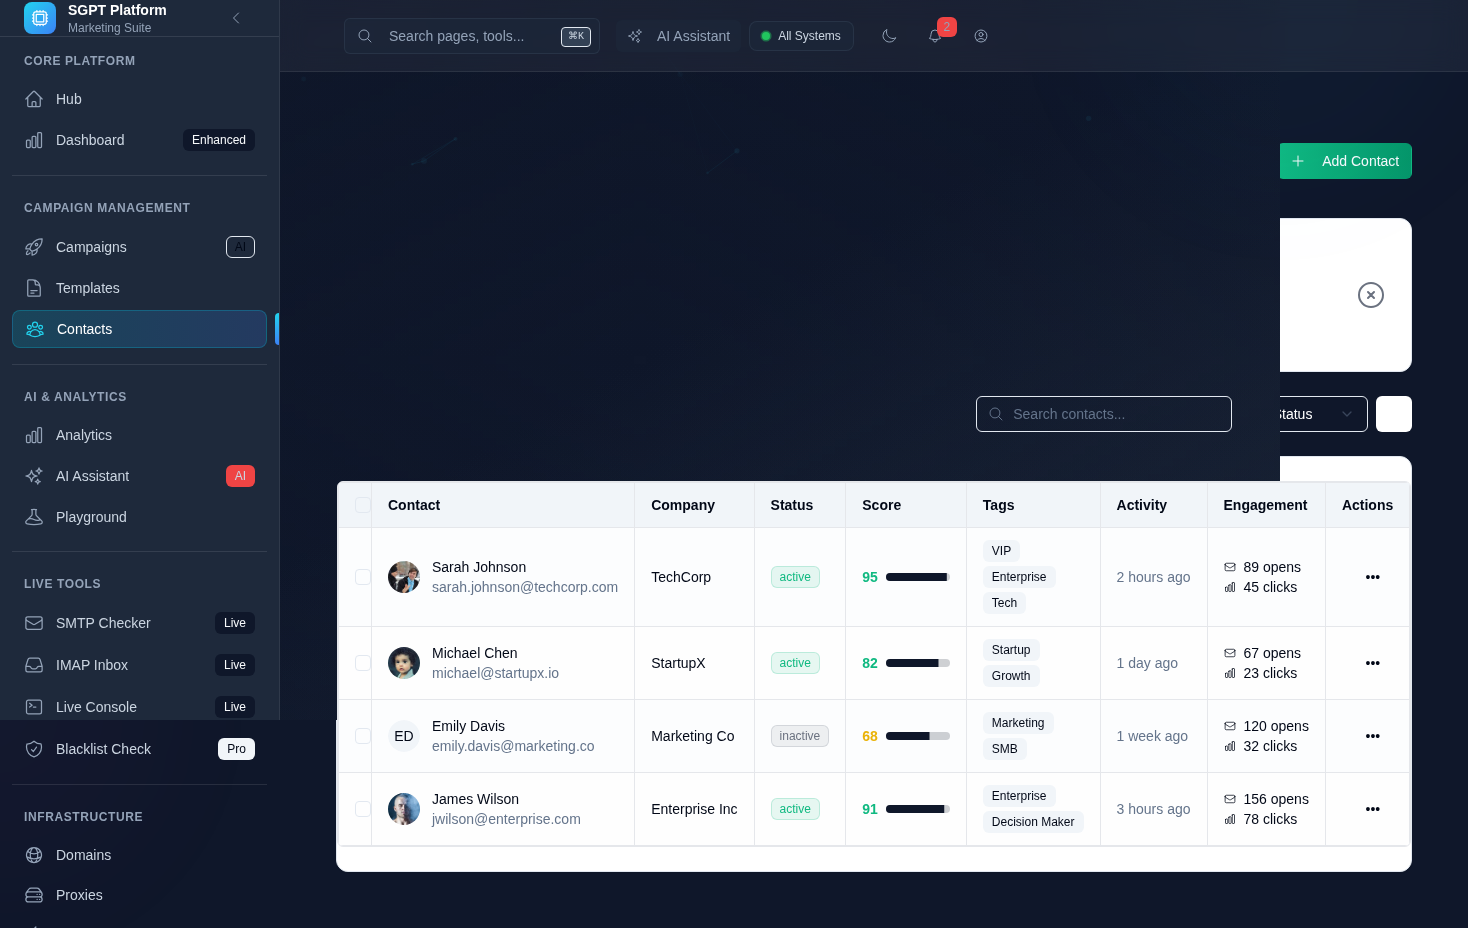 SGPT Platform
Marketing Suite
Search pages, tools...
⌘K
AI Assistant
All Systems
2
CORE PLATFORM
Hub
Dashboard
Enhanced
CAMPAIGN MANAGEMENT
Campaigns
AI
Templates
Contacts
AI & ANALYTICS
Analytics
AI Assistant
AI
Playground
LIVE TOOLS
SMTP Checker
Live
IMAP Inbox
Live
Live Console
Live
Blacklist Check
Pro
INFRASTRUCTURE
Domains
Proxies
Add Contact
Search contacts...
Status
Contact Company Status Score Tags Activity Engagement Actions
Sarah Johnson
sarah.johnson@techcorp.com
TechCorp
active
95
VIP
Enterprise
Tech
2 hours ago
89 opens
45 clicks
Michael Chen
michael@startupx.io
StartupX
active
82
Startup
Growth
1 day ago
67 opens
23 clicks
ED
Emily Davis
emily.davis@marketing.co
Marketing Co
inactive
68
Marketing
SMB
1 week ago
120 opens
32 clicks
James Wilson
jwilson@enterprise.com
Enterprise Inc
active
91
Enterprise
Decision Maker
3 hours ago
156 opens
78 clicks